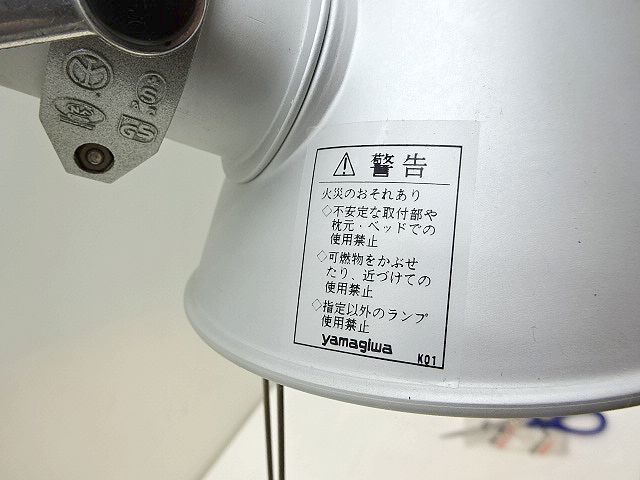 警告
火災のおそれあり
◇不安定な取付部や
枕元・ベッドでの
使用禁止
◇可燃物をかぶせ
たり、近づけての
使用禁止
◇指定以外のランプ
使用禁止
yamagiwa K01
GS